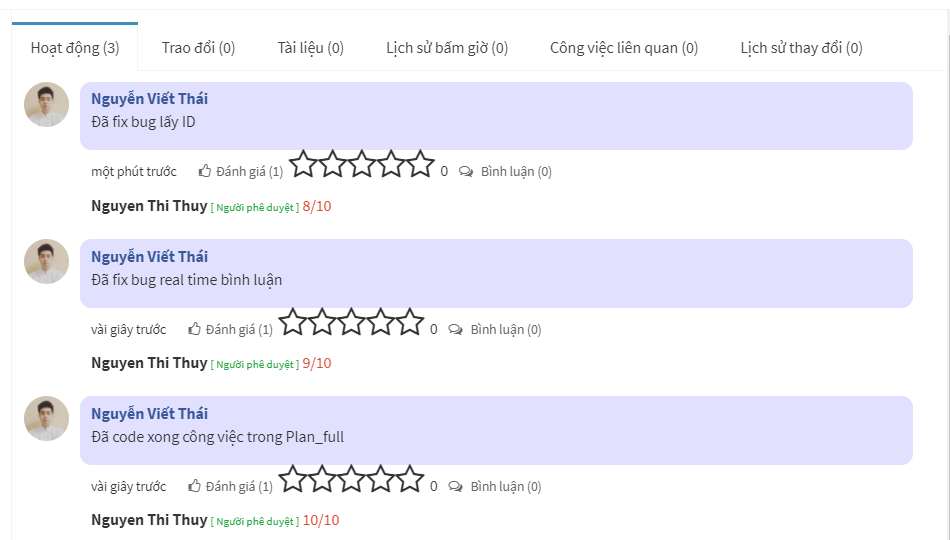 Hoạt động (3) Trao đổi (0) Tài liệu (0) Lịch sử bấm giờ (0) Công việc liên quan (0) Lịch sử thay đổi (0)
Nguyễn Viết Thái
Đã fix bug lấy ID
một phút trước Đánh giá (1) 0 Bình luận (0)
Nguyen Thi Thuy [ Người phê duyệt ] 8/10
Nguyễn Viết Thái
Đã fix bug real time bình luận
vài giây trước Đánh giá (1) 0 Bình luận (0)
Nguyen Thi Thuy [ Người phê duyệt ] 9/10
Nguyễn Viết Thái
Đã code xong công việc trong Plan_full
vài giây trước Đánh giá (1) 0 Bình luận (0)
Nguyen Thi Thuy [ Người phê duyệt ] 10/10